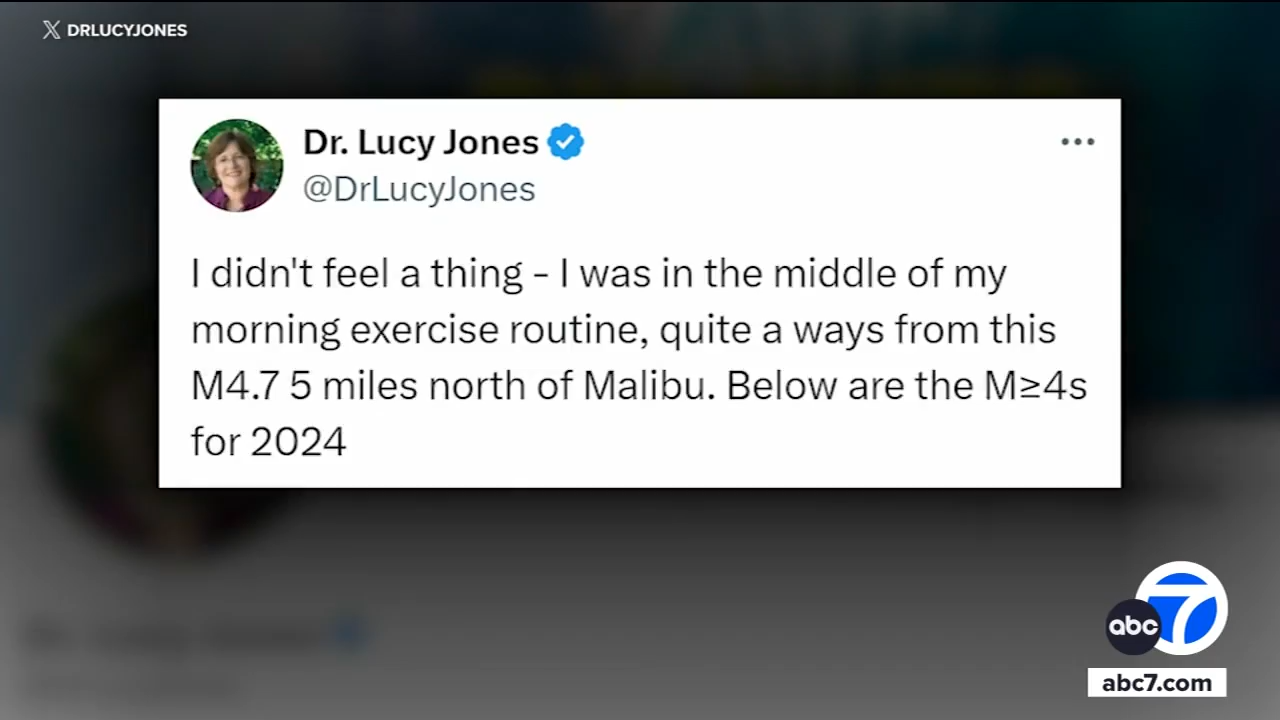 X DRLUCYJONES
Dr. Lucy Jones
@DrLucyJones
I didn't feel a thing - I was in the middle of my
morning exercise routine, quite a ways from this
M4.7 5 miles north of Malibu. Below are the M≥4s
for 2024
abc 7
abc7.com